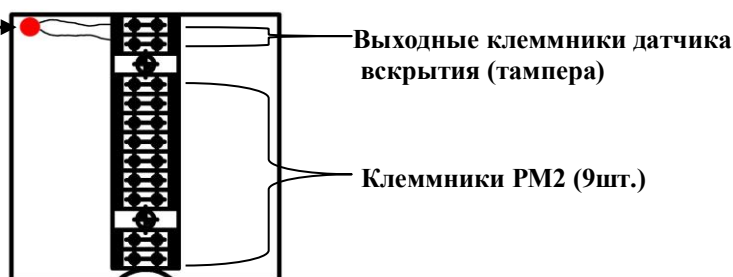 Выходные клеммники датчика
вскрытия (тампера)
Клеммники РМ2 (9шт.)